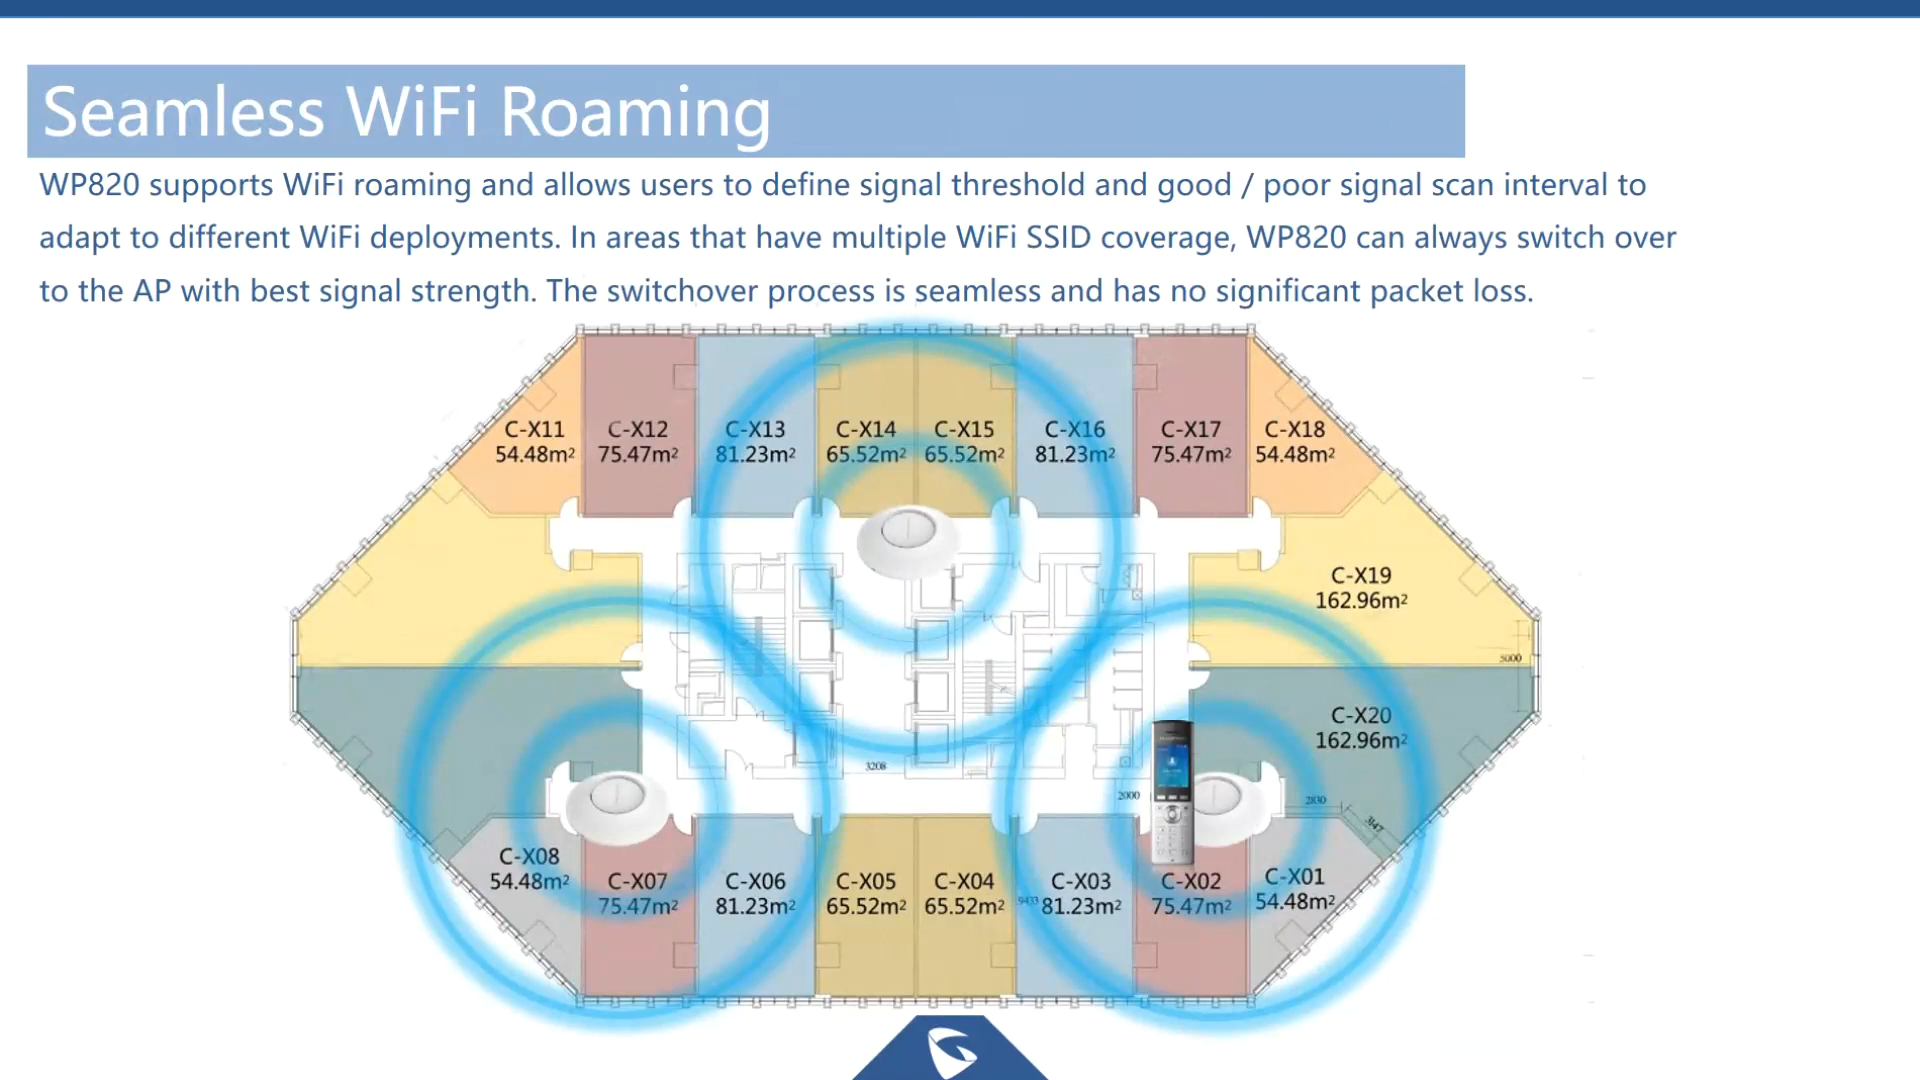 Seamless WiFi Roaming
WP820 supports WiFi roaming and allows users to define signal threshold and good / poor signal scan interval to
adapt to different WiFi deployments. In areas that have multiple WiFi SSID coverage, WP820 can always switch over
to the AP with best signal strength. The switchover process is seamless and has no significant packet loss.
C-X11
54.48m²
C-X12
75.47m²
C-X13
81.23m²
C-X14
65.52m²
C-X15
65.52m²
C-X16
81.23m²
C-X17
75.47m²
C-X18
54.48m²
C-X19
162.96m²
5000
C-X20
162.96m²
3208
2000
2830
3147
C-X08
54.48m²
C-X07
75.47m²
C-X06
81.23m²
C-X05
65.52m²
C-X04
65.52m²
9433
C-X03
81.23m²
C-X02
75.47m²
C-X01
54.48m²